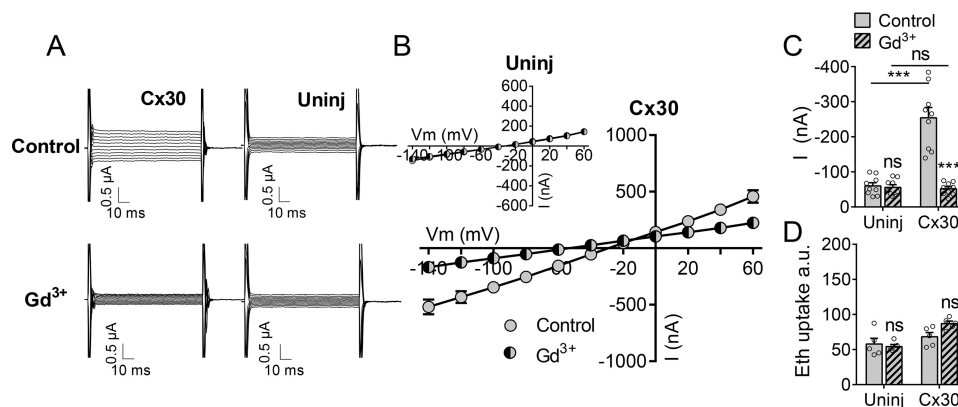 A
Cx30
Uninj
Control
0.5 µA
10 ms
0.5 µA
10 ms
Gd3+
0.5 µA
10 ms
0.5 µA
10 ms
B
Uninj
600
400
200
Vm (mV)
-140
-100
-60
-20
20
60
-200
-400
-600
I (nA)
Cx30
1000
500
Vm (mV)
-140
-100
-60
-20
20
60
-500
-1000
I (nA)
Control
Gd3+
C
Control
Gd3+
ns
***
-400
-300
-200
-100
0
I (nA)
ns
***
Uninj
Cx30
D
200
150
100
50
0
Eth uptake a.u.
ns
ns
Uninj
Cx30